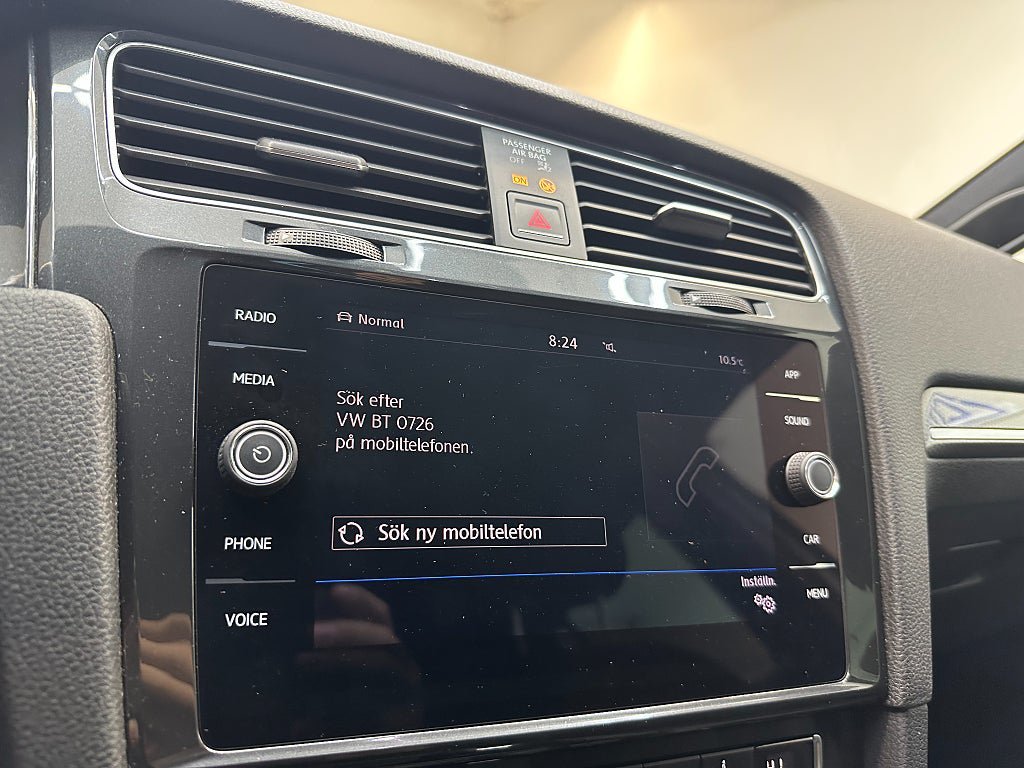 PASSENGER
AIR BAG
OFF
ON
RADIO
MEDIA
PHONE
VOICE
Normal
8:24
10.5°C
Sök efter
VW BT 0726
på mobiltelefonen.
Sök ny mobiltelefon
Inställn.
APP
SOUND
CAR
MENU